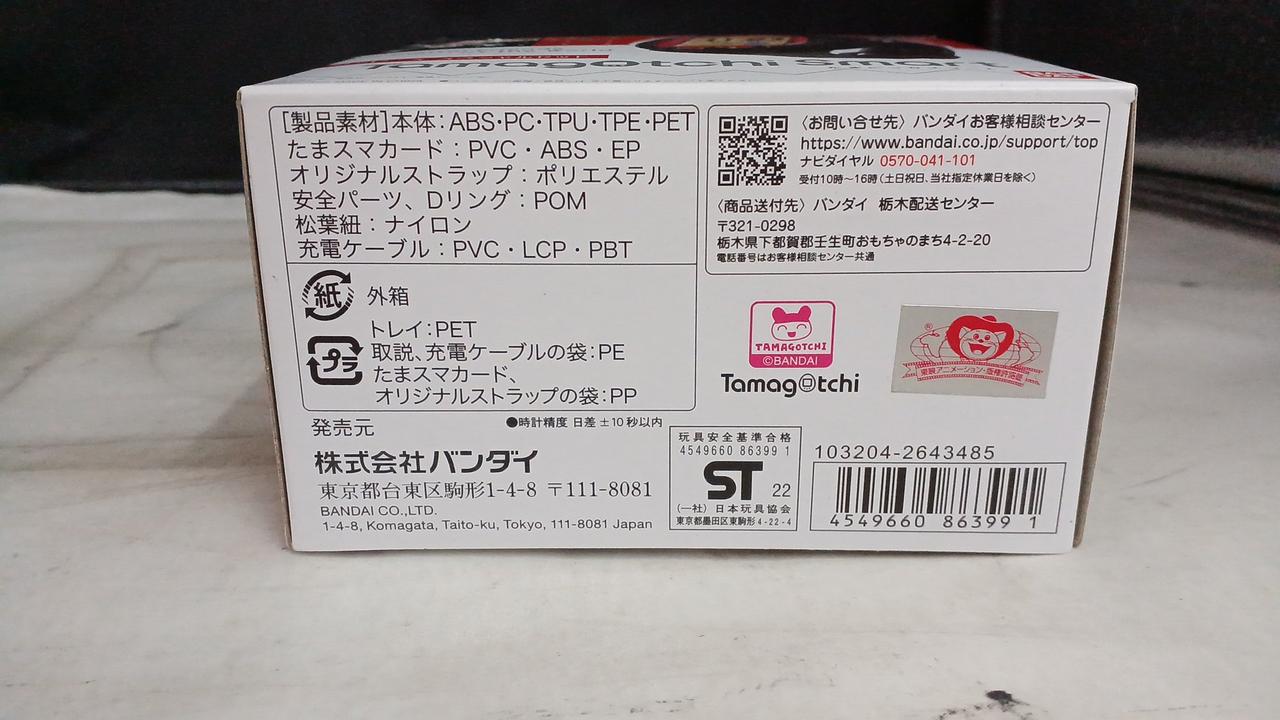 Tamagotchi Smart
[製品素材]本体:ABS・PC・TPU・TPE・PET
たまスマカード:PVC・ABS・EP
オリジナルストラップ:ポリエステル
安全パーツ、Dリング:POM
松葉紐:ナイロン
充電ケーブル:PVC・LCP・PBT
紙 外箱
プラ
トレイ:PET
取説、充電ケーブルの袋:PE
たまスマカード、
オリジナルストラップの袋:PP
●時計精度 日差 ±10秒以内
発売元
株式会社バンダイ
東京都台東区駒形1-4-8 〒111-8081
BANDAI CO.,LTD.
1-4-8, Komagata, Taito-ku, Tokyo, 111-8081 Japan
〈お問い合せ先〉バンダイお客様相談センター
https://www.bandai.co.jp/support/top
ナビダイヤル 0570-041-101
受付10時〜16時(土日祝日、当社指定休業日を除く)
〈商品送付先〉バンダイ 栃木配送センター
〒321-0298
栃木県下都賀郡壬生町おもちゃのまち4-2-20
電話番号はお客様相談センター共通
TAMAGOTCHI
©BANDAI
Tamagotchi
®
東映アニメーション・版権許諾証
玩具安全基準合格
4549660 86399 1
ST 22
(一社) 日本玩具協会
東京都墨田区東駒形4-22-4
103204-2643485
4549660 86399 1